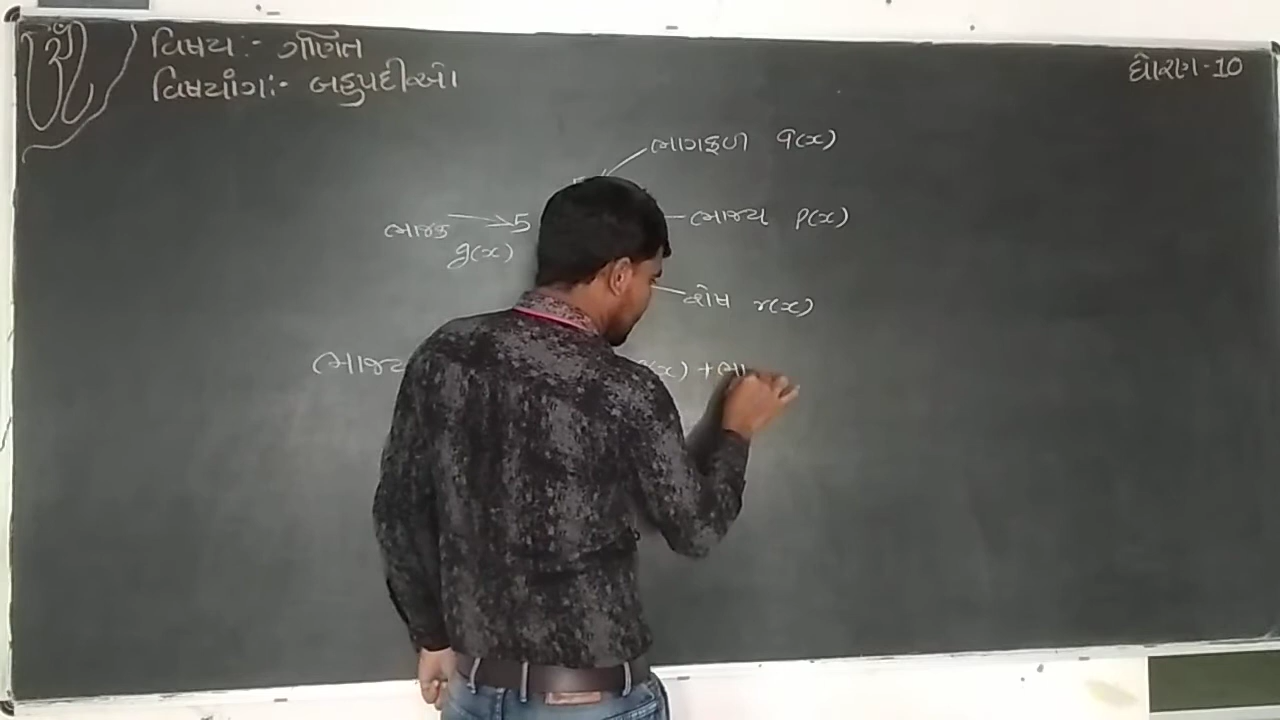 ૐ
વિષય :- ગણિત
ધોરણ-10
વિષયાંગ:- બહુપદીઓ
ભાગફળ q(x)
ભાજક 5
ભાજ્ય p(x)
g(x)
શેષ r(x)
ભાજ્ય (x) + ભા